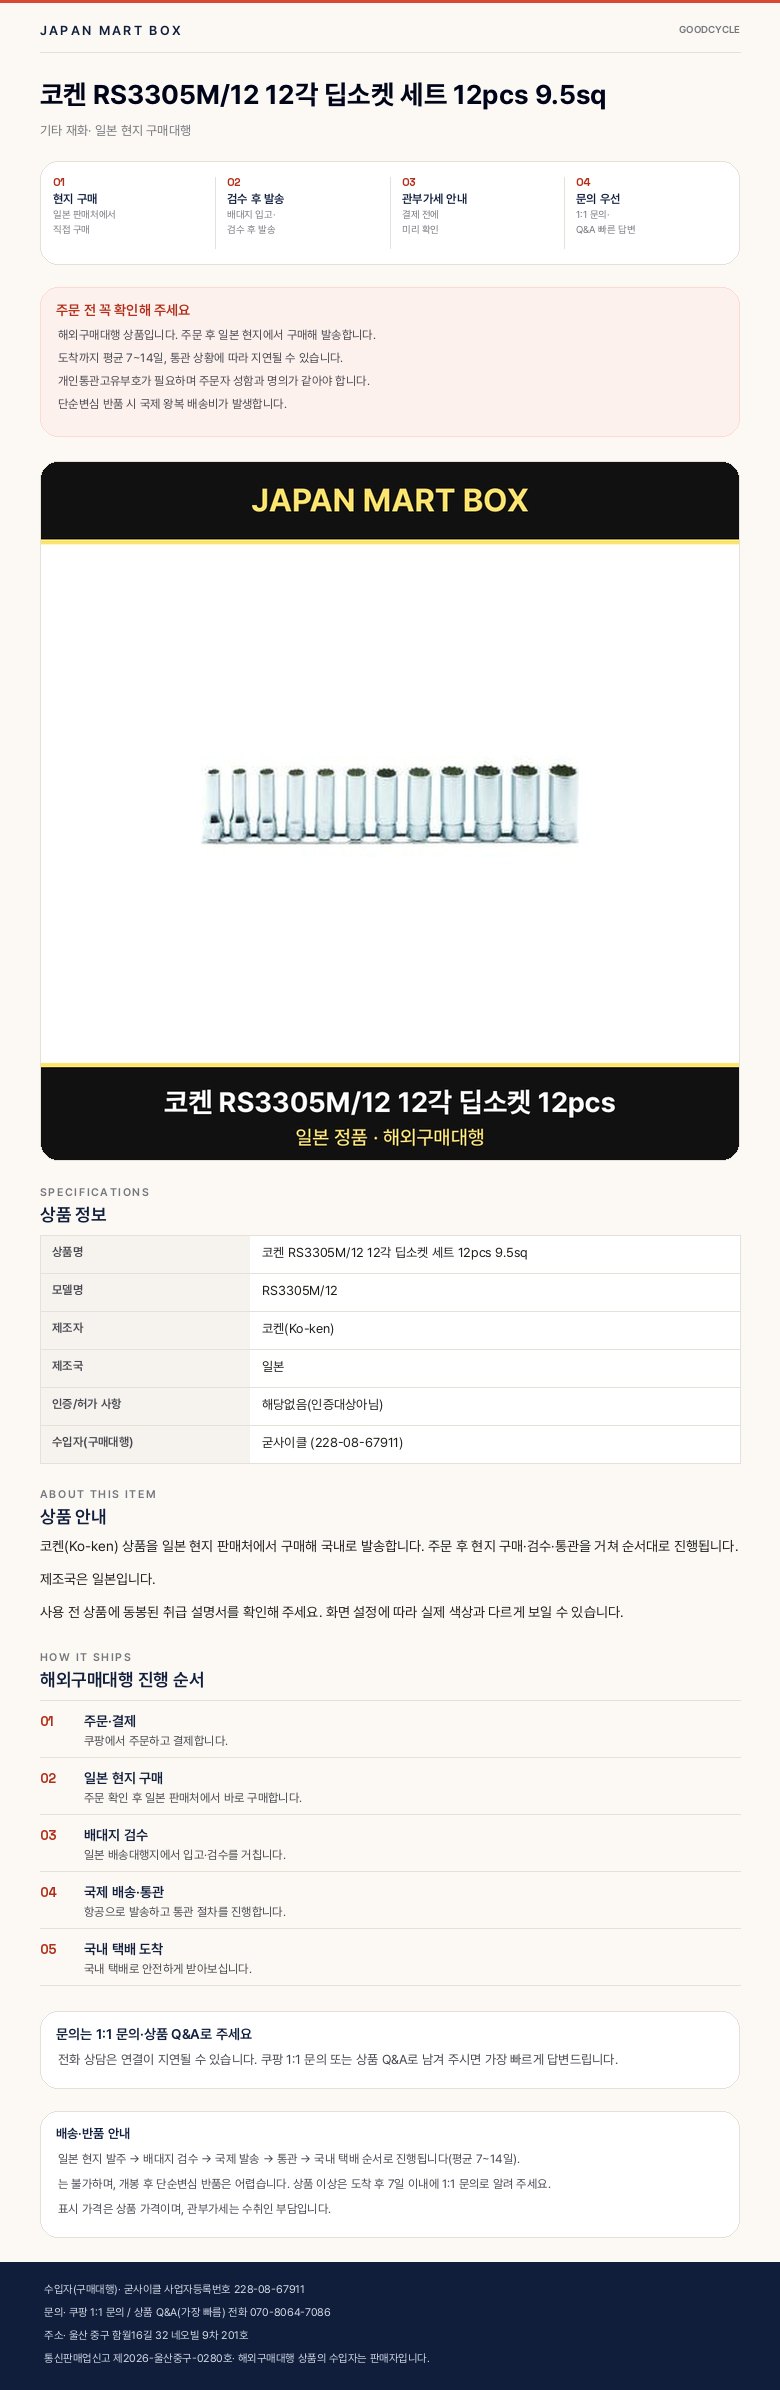 JAPAN MART BOX
GOODCYCLE
코켄 RS3305M/12 12각 딥소켓 세트 12pcs 9.5sq
기타 재화· 일본 현지 구매대행
01
현지 구매
일본 판매처에서
직접 구매
02
검수 후 발송
배대지 입고·
검수 후 발송
03
관부가세 안내
결제 전에
미리 확인
04
문의 우선
1:1 문의·
Q&A 빠른 답변
주문 전 꼭 확인해 주세요
해외구매대행 상품입니다. 주문 후 일본 현지에서 구매해 발송합니다.
도착까지 평균 7~14일, 통관 상황에 따라 지연될 수 있습니다.
개인통관고유부호가 필요하며 주문자 성함과 명의가 같아야 합니다.
단순변심 반품 시 국제 왕복 배송비가 발생합니다.
JAPAN MART BOX
코켄 RS3305M/12 12각 딥소켓 12pcs
일본 정품 · 해외구매대행
SPECIFICATIONS
상품 정보
상품명 코켄 RS3305M/12 12각 딥소켓 세트 12pcs 9.5sq
모델명 RS3305M/12
제조자 코켄(Ko-ken)
제조국 일본
인증/허가 사항 해당없음(인증대상아님)
수입자(구매대행) 굳사이클 (228-08-67911)
ABOUT THIS ITEM
상품 안내
코켄(Ko-ken) 상품을 일본 현지 판매처에서 구매해 국내로 발송합니다. 주문 후 현지 구매·검수·통관을 거쳐 순서대로 진행됩니다.
제조국은 일본입니다.
사용 전 상품에 동봉된 취급 설명서를 확인해 주세요. 화면 설정에 따라 실제 색상과 다르게 보일 수 있습니다.
HOW IT SHIPS
해외구매대행 진행 순서
01 주문·결제
쿠팡에서 주문하고 결제합니다.
02 일본 현지 구매
주문 확인 후 일본 판매처에서 바로 구매합니다.
03 배대지 검수
일본 배송대행지에서 입고·검수를 거칩니다.
04 국제 배송·통관
항공으로 발송하고 통관 절차를 진행합니다.
05 국내 택배 도착
국내 택배로 안전하게 받아보십니다.
문의는 1:1 문의·상품 Q&A로 주세요
전화 상담은 연결이 지연될 수 있습니다. 쿠팡 1:1 문의 또는 상품 Q&A로 남겨 주시면 가장 빠르게 답변드립니다.
배송·반품 안내
일본 현지 발주 → 배대지 검수 → 국제 발송 → 통관 → 국내 택배 순서로 진행됩니다(평균 7~14일).
는 불가하며, 개봉 후 단순변심 반품은 어렵습니다. 상품 이상은 도착 후 7일 이내에 1:1 문의로 알려 주세요.
표시 가격은 상품 가격이며, 관부가세는 수취인 부담입니다.
수입자(구매대행)· 굳사이클 사업자등록번호 228-08-67911
문의· 쿠팡 1:1 문의 / 상품 Q&A(가장 빠름) 전화 070-8064-7086
주소· 울산 중구 함월16길 32 네오빌 9차 201호
통신판매업신고 제2026-울산중구-0280호· 해외구매대행 상품의 수입자는 판매자입니다.